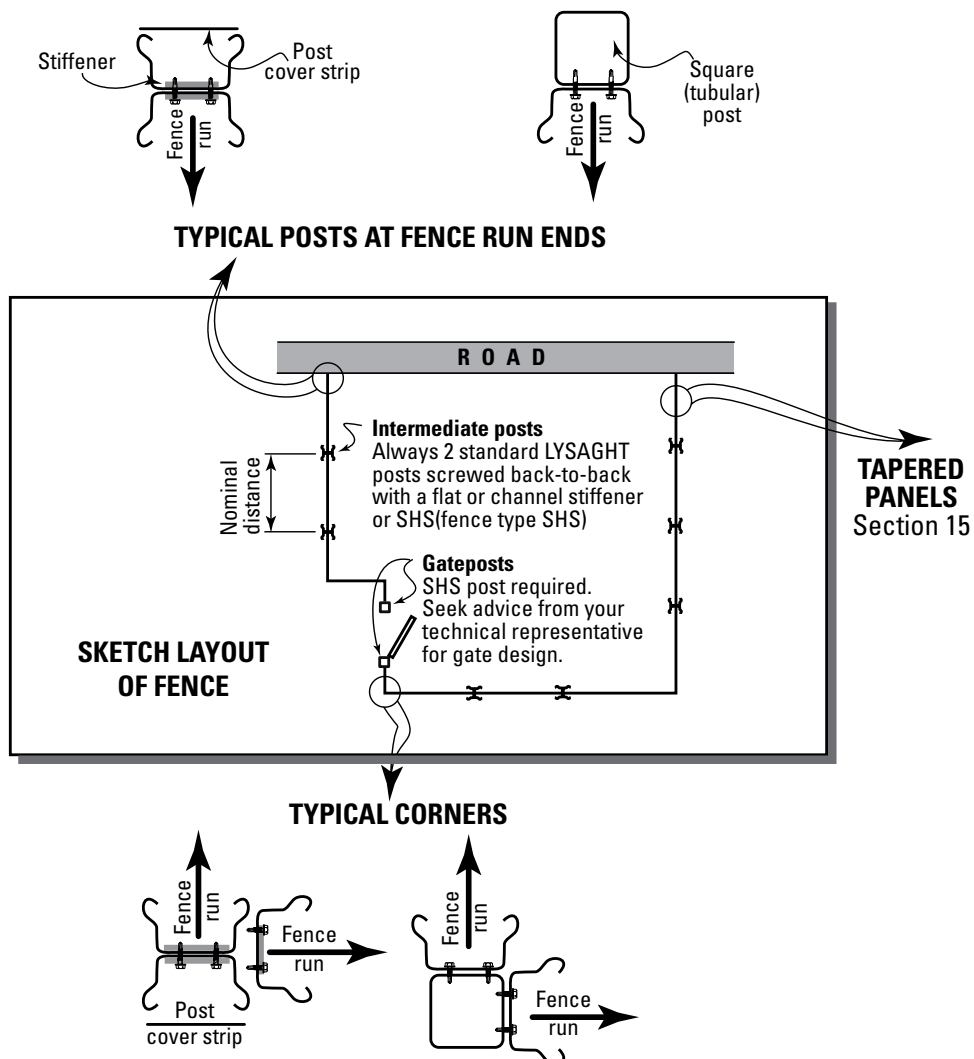 Stiffener
Post
cover strip
Fence
run
Square
(tubular)
post
Fence
run
TYPICAL POSTS AT FENCE RUN ENDS
ROAD
Intermediate posts
Always 2 standard LYSAGHT
posts screwed back-to-back
with a flat or channel stiffener
or SHS(fence type SHS)
Nominal
distance
TAPERED
PANELS
Section 15
Gateposts
SHS post required.
Seek advice from your
technical representative
for gate design.
SKETCH LAYOUT
OF FENCE
TYPICAL CORNERS
Fence
run
Fence
run
Post
cover strip
Fence
run
Fence
run